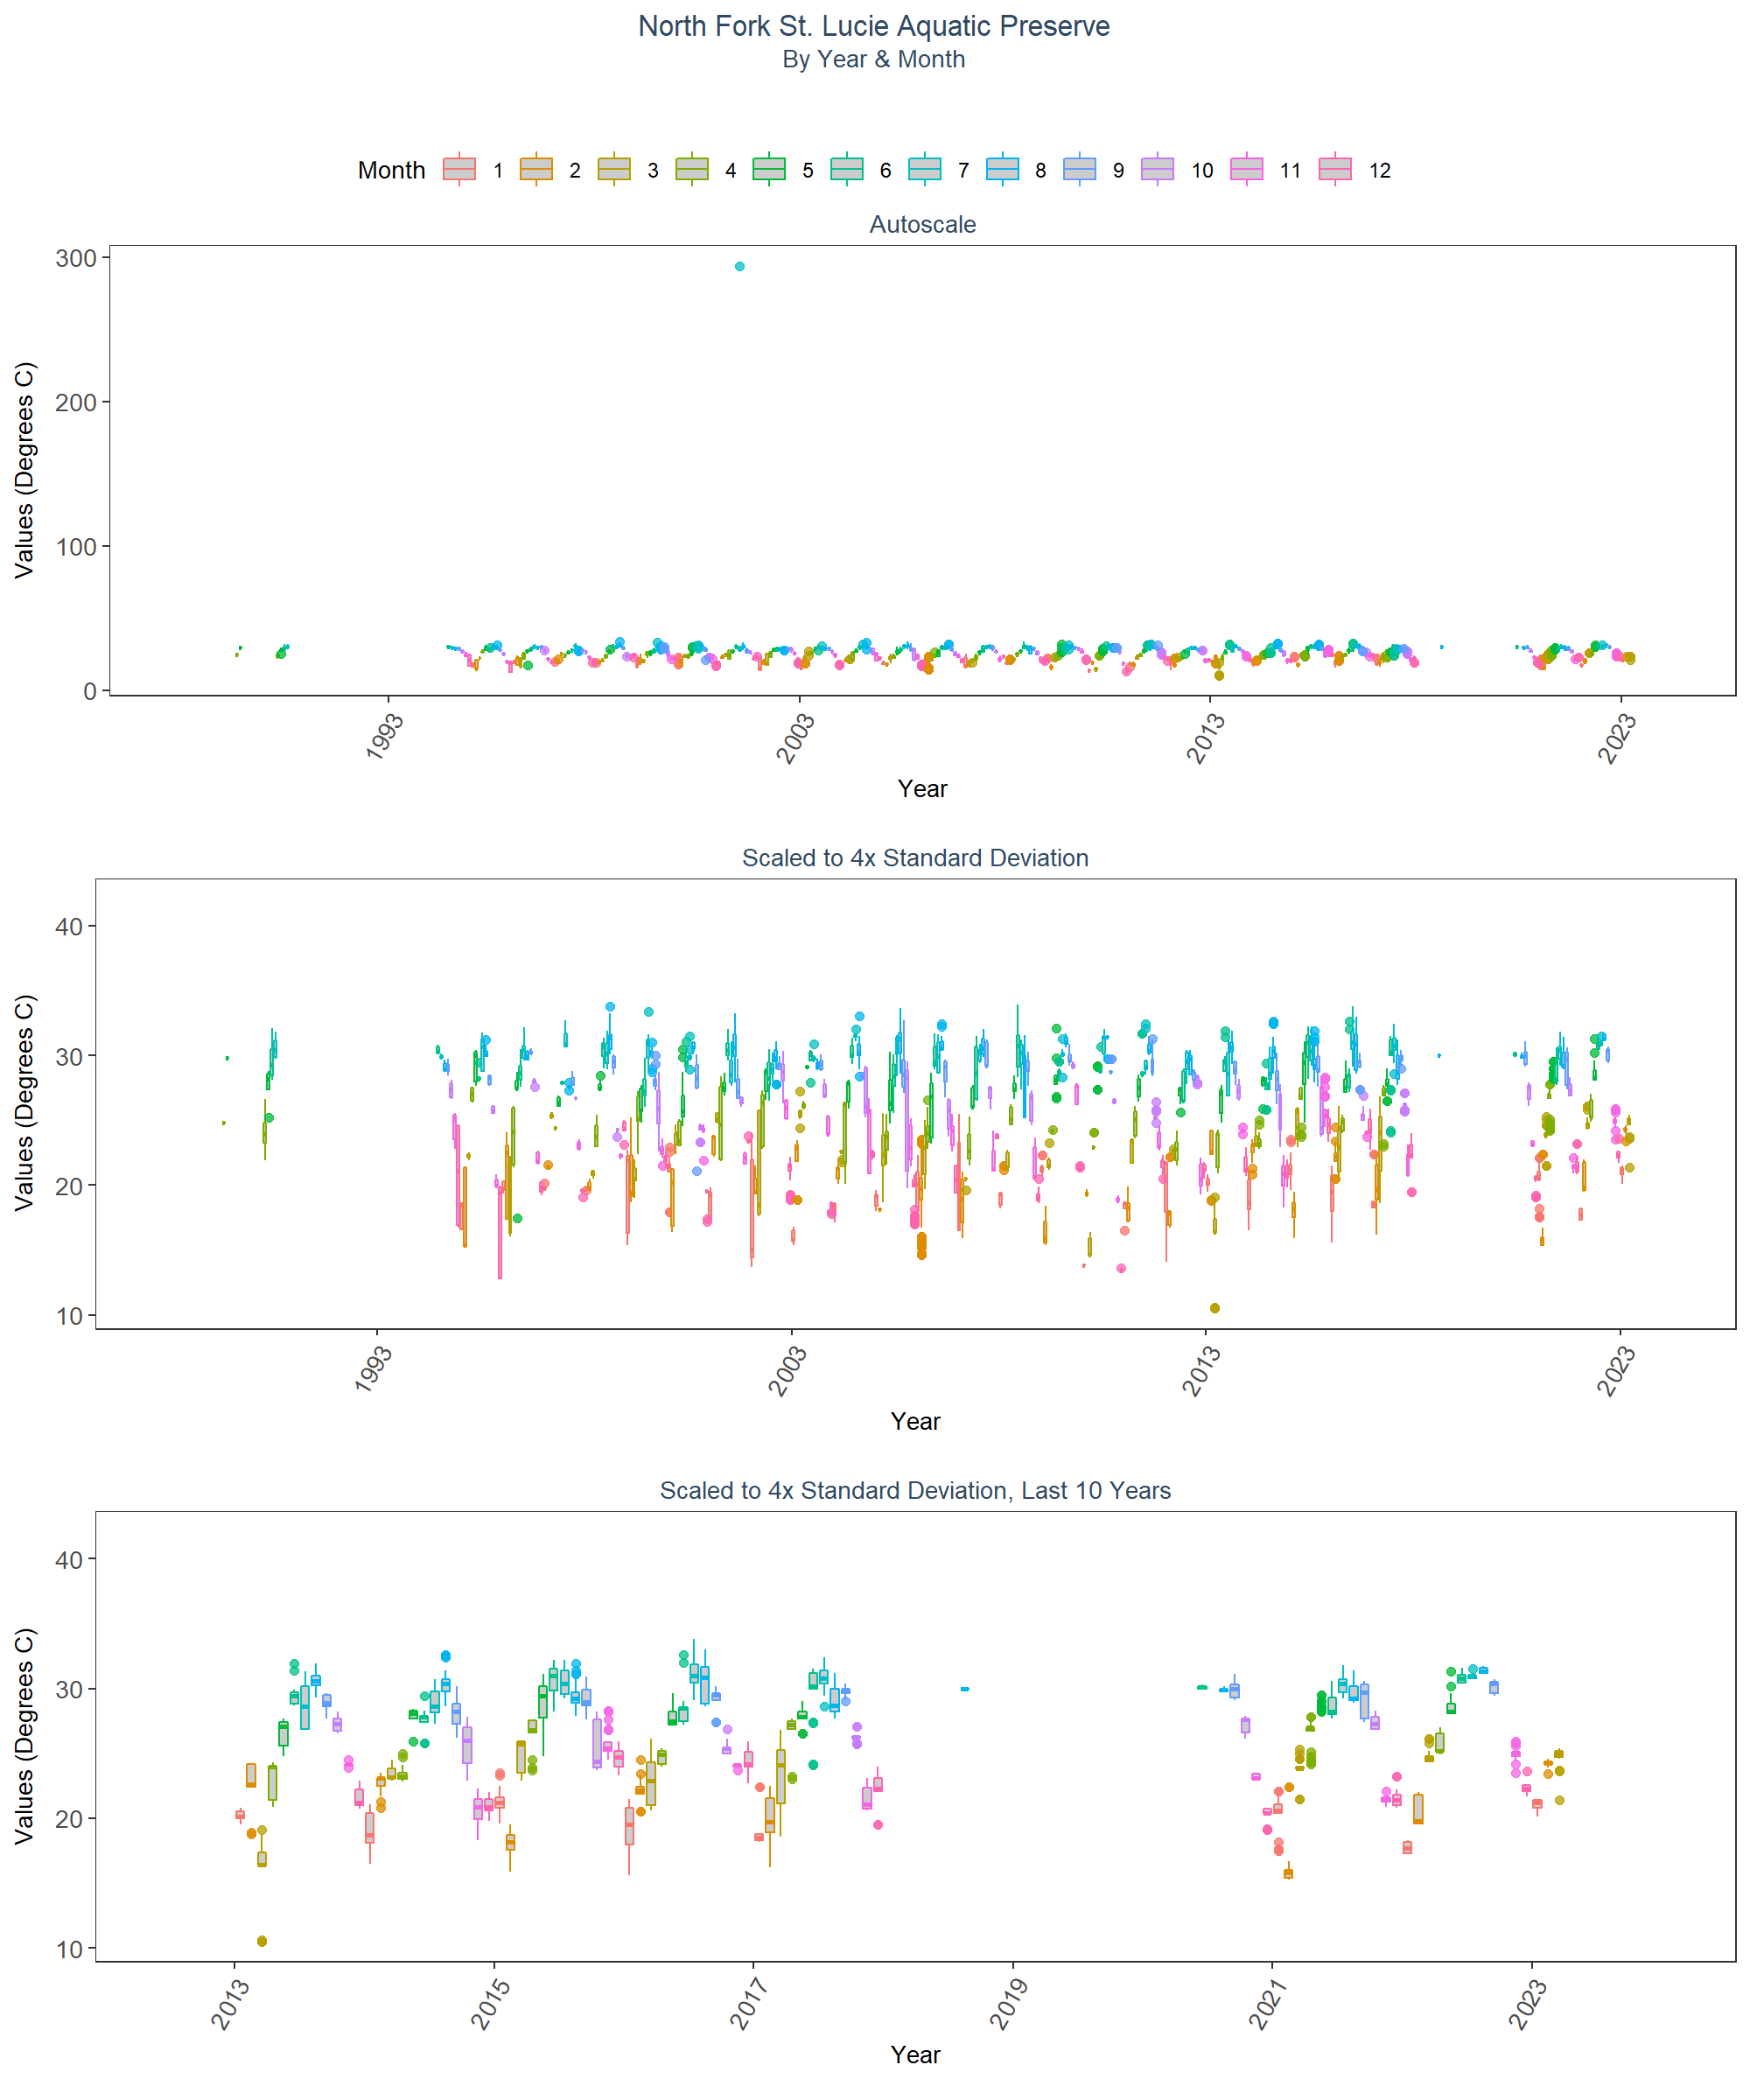 North Fork St. Lucie Aquatic Preserve
By Year & Month
Month 1 2 3 4 5 6 7 8 9 10 11 12
Autoscale
300
200
100
0
Values (Degrees C)
1993 2003 2013 2023
Year
Scaled to 4x Standard Deviation
40
30
20
10
Values (Degrees C)
1993 2003 2013 2023
Year
Scaled to 4x Standard Deviation, Last 10 Years
40
30
20
10
Values (Degrees C)
2013 2015 2017 2019 2021 2023
Year